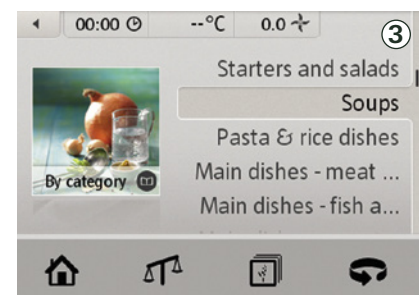 00:00 --°C 0.0
3
Starters and salads
Soups
Pasta & rice dishes
Main dishes - meat ...
Main dishes - fish a...
By category